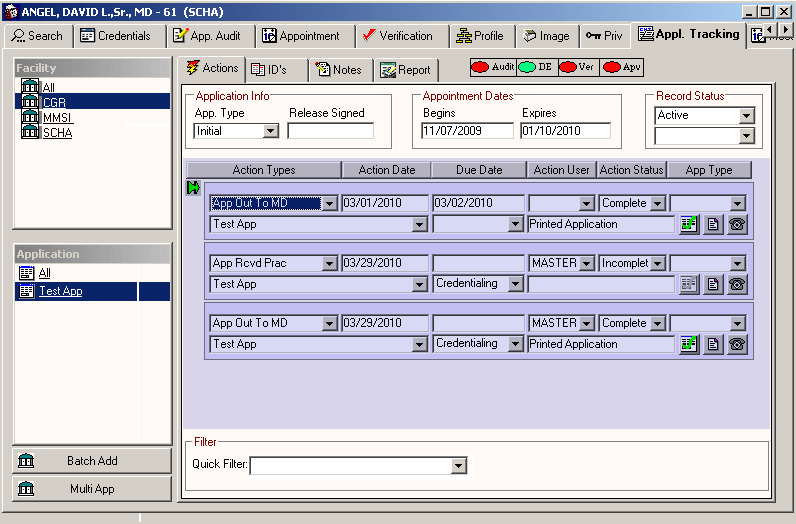 ANGEL, DAVID L.,Sr., MD - 61 (SCHA)
Search Credentials App. Audit Appointment Verification Profile Image Priv Appl. Tracking
Facility
All
CGR
MMSI
SCHA
Application
All
Test App
Batch Add
Multi App
Actions ID's Notes Report Audit DE Ver Apv
Application Info Appointment Dates Record Status
App. Type Release Signed Begins Expires Active
Initial 11/07/2009 01/10/2010
Action Types Action Date Due Date Action User Action Status App Type
App Out To MD 03/01/2010 03/02/2010 Complete
Test App Printed Application
App Rcvd Prac 03/29/2010 MASTER Incomplet
Test App Credentialing
App Out To MD 03/29/2010 MASTER Complete
Test App Credentialing Printed Application
Filter
Quick Filter: